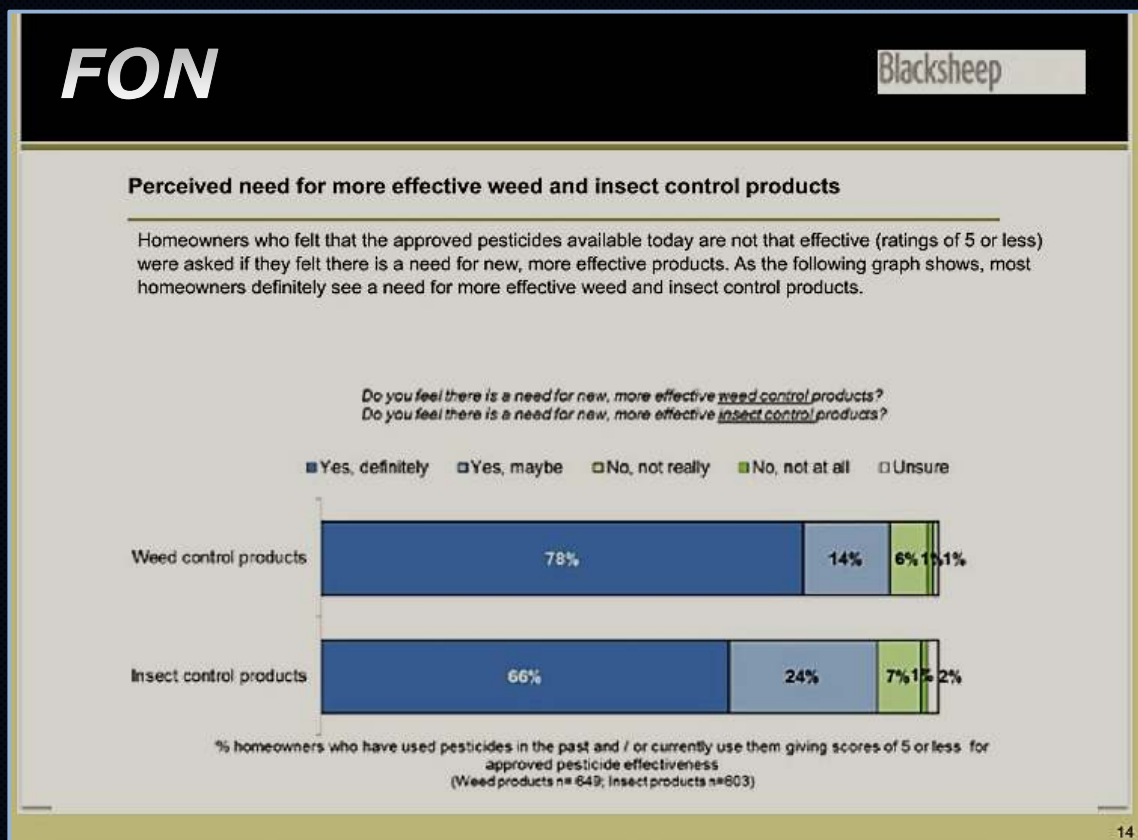 FON
Blacksheep
Perceived need for more effective weed and insect control products
Homeowners who felt that the approved pesticides available today are not that effective (ratings of 5 or less)
were asked if they felt there is a need for new, more effective products. As the following graph shows, most
homeowners definitely see a need for more effective weed and insect control products.
Do you feel there is a need for new, more effective weed control products?
Do you feel there is a need for new, more effective insect control products?
Yes, definitely Yes, maybe No, not really No, not at all Unsure
Weed control products 78% 14% 6% 1% 1%
Insect control products 66% 24% 7% 1% 2%
% homeowners who have used pesticides in the past and / or currently use them giving scores of 5 or less for
approved pesticide effectiveness
(Weed products n= 649; Insect products n=603)
14